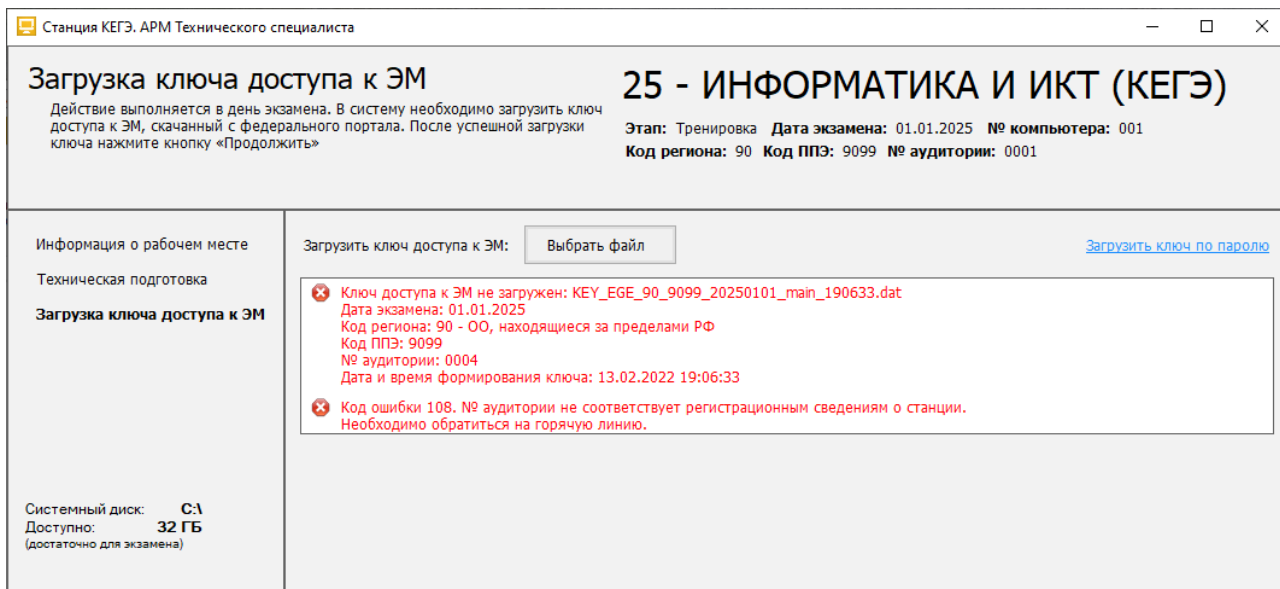 Станция КЕГЭ. АРМ Технического специалиста
Загрузка ключа доступа к ЭМ
Действие выполняется в день экзамена. В систему необходимо загрузить ключ
доступа к ЭМ, скачанный с федерального портала. После успешной загрузки
ключа нажмите кнопку «Продолжить»
25 - ИНФОРМАТИКА И ИКТ (КЕГЭ)
Этап: Тренировка Дата экзамена: 01.01.2025 № компьютера: 001
Код региона: 90 Код ППЭ: 9099 № аудитории: 0001
Информация о рабочем месте
Техническая подготовка
Загрузка ключа доступа к ЭМ
Системный диск: C:\
Доступно: 32 ГБ
(достаточно для экзамена)
Загрузить ключ доступа к ЭМ: Выбрать файл Загрузить ключ по паролю
Ключ доступа к ЭМ не загружен: KEY_EGE_90_9099_20250101_main_190633.dat
Дата экзамена: 01.01.2025
Код региона: 90 - ОО, находящиеся за пределами РФ
Код ППЭ: 9099
№ аудитории: 0004
Дата и время формирования ключа: 13.02.2022 19:06:33
Код ошибки 108. № аудитории не соответствует регистрационным сведениям о станции.
Необходимо обратиться на горячую линию.